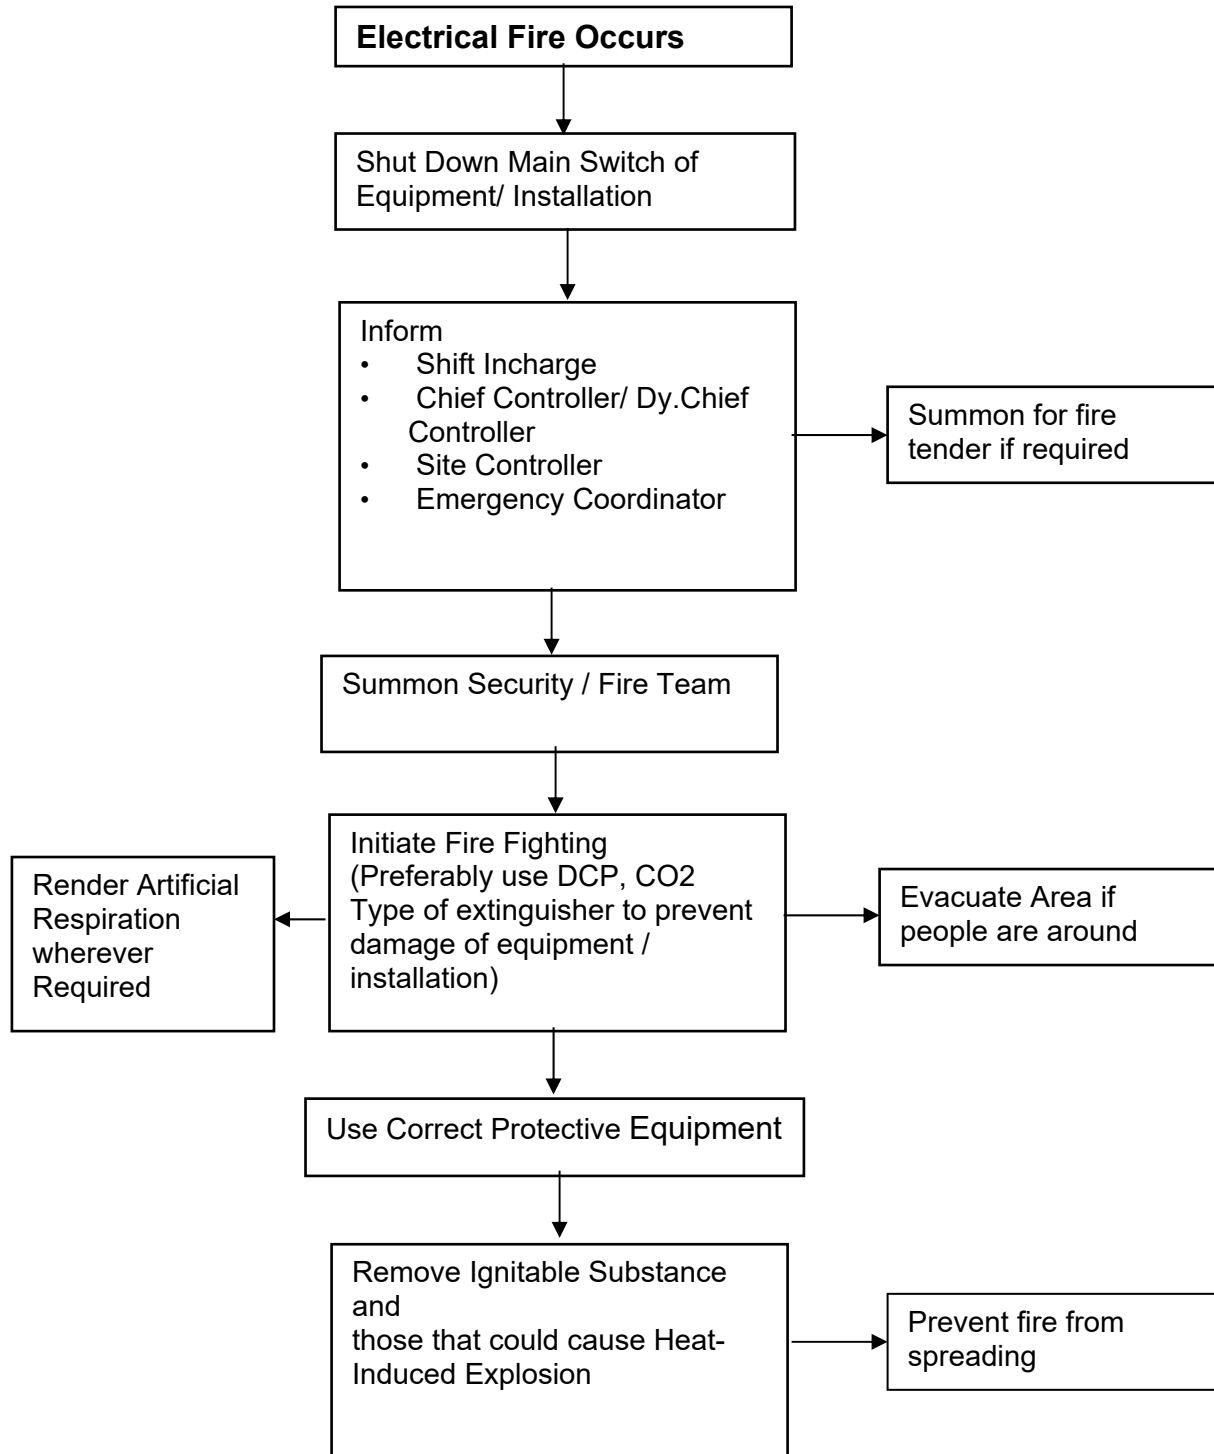 Electrical Fire Occurs
Shut Down Main Switch of
Equipment/ Installation
Inform
• Shift Incharge
• Chief Controller/ Dy.Chief
Controller
• Site Controller
• Emergency Coordinator
Summon for fire
tender if required
Summon Security / Fire Team
Initiate Fire Fighting
(Preferably use DCP, CO2
Type of extinguisher to prevent
damage of equipment /
installation)
Render Artificial
Respiration
wherever
Required
Evacuate Area if
people are around
Use Correct Protective Equipment
Remove Ignitable Substance
and
those that could cause Heat-
Induced Explosion
Prevent fire from
spreading